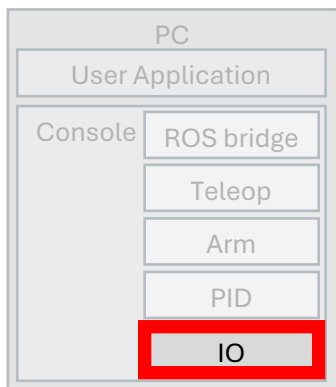 PC
User Application
Console
ROS bridge
Teleop
Arm
PID
IO